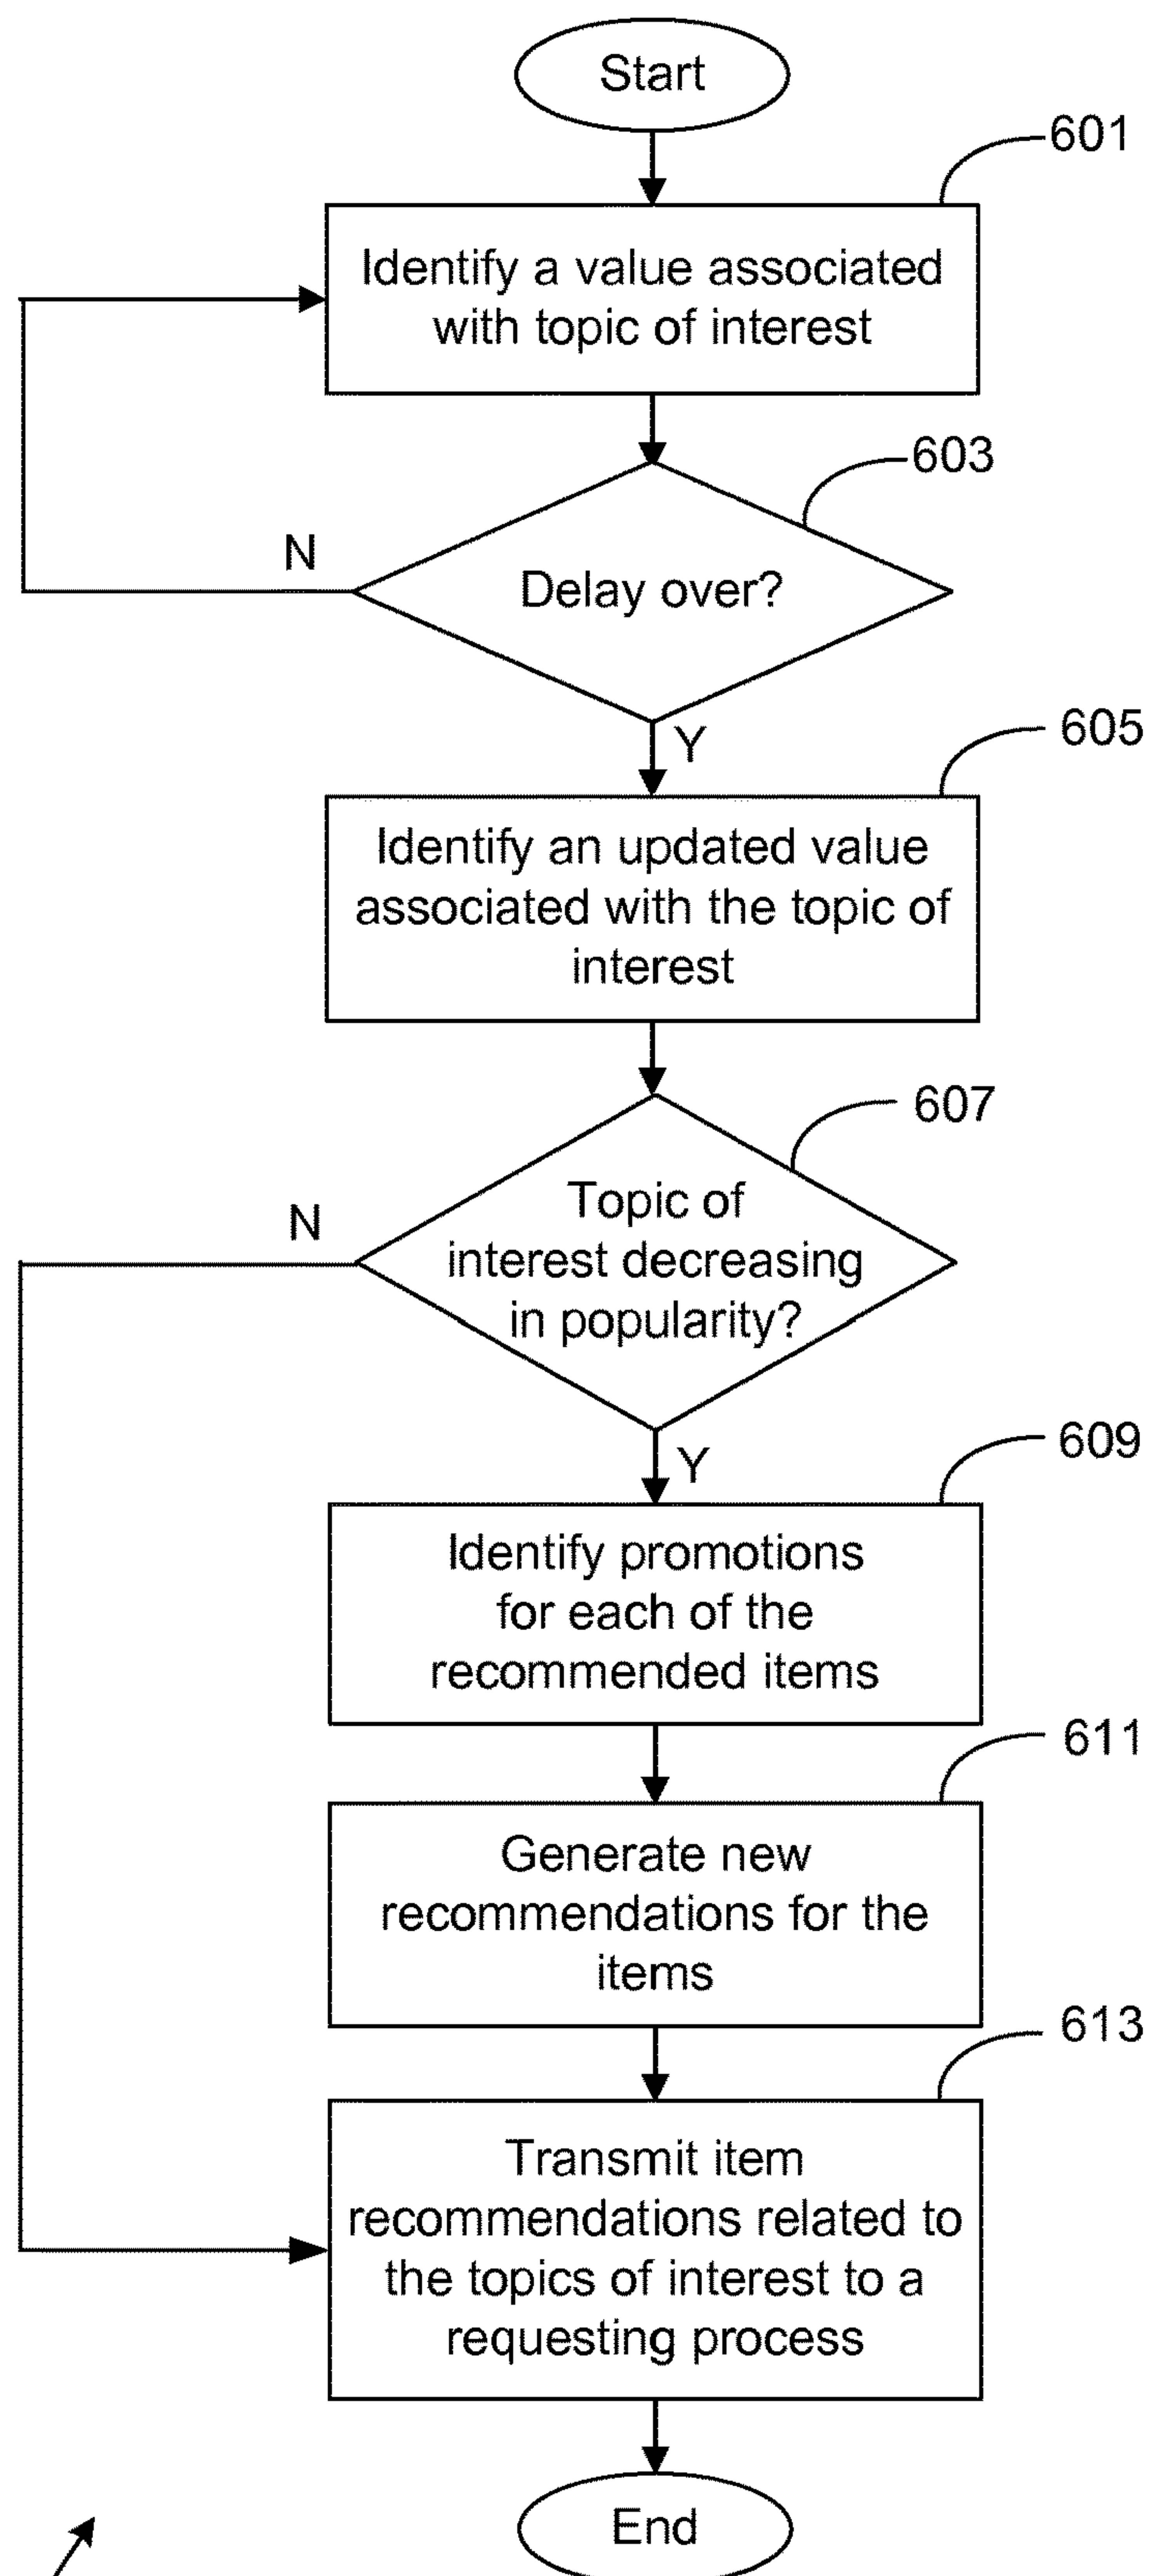 Start
601
Identify a value associated
with topic of interest
603
Delay over?
N
Y
605
Identify an updated value
associated with the topic of
interest
607
Topic of
interest decreasing
in popularity?
N
Y
609
Identify promotions
for each of the
recommended items
611
Generate new
recommendations for the
items
613
Transmit item
recommendations related to
the topics of interest to a
requesting process
End